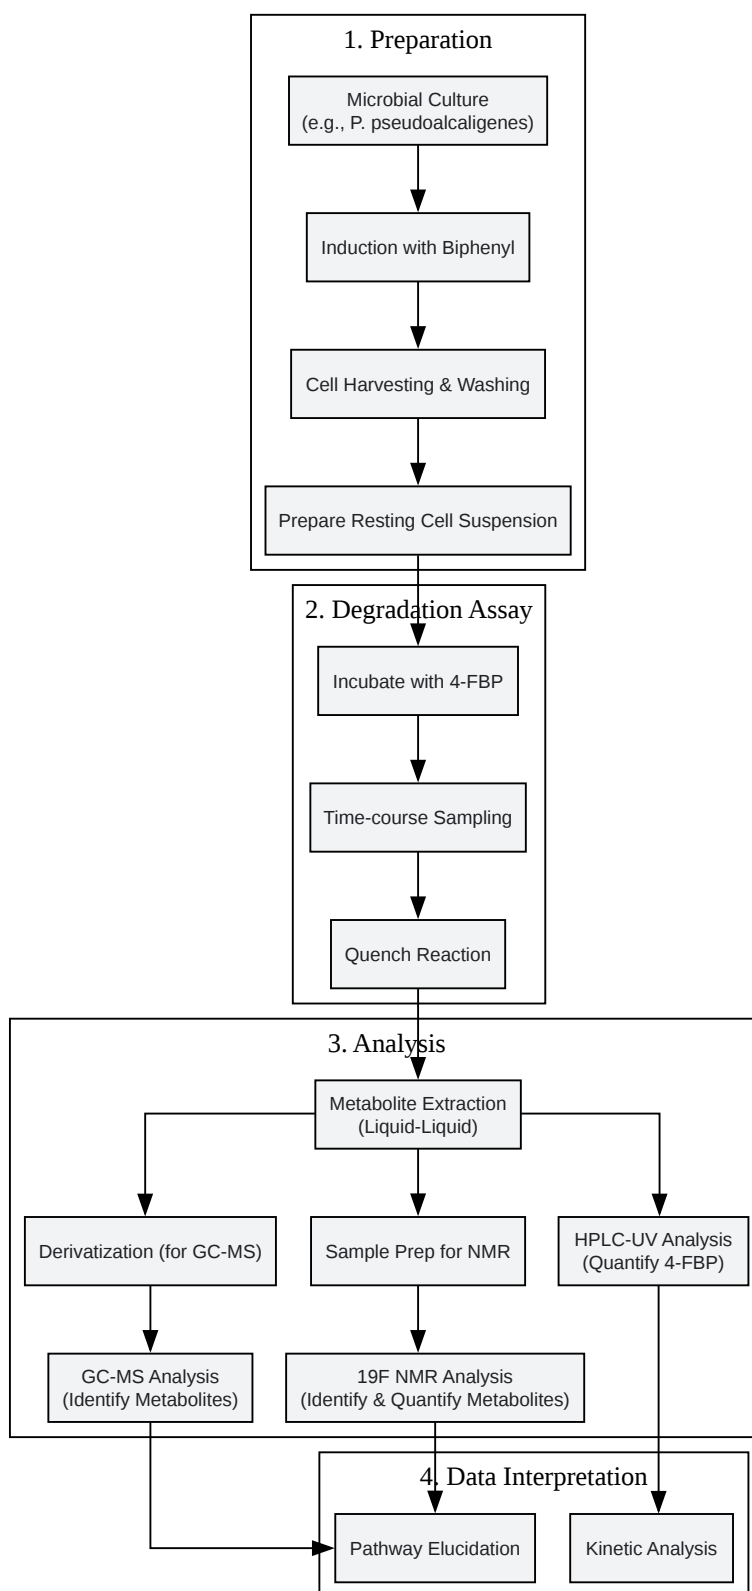 1. Preparation
Microbial Culture
(e.g., P. pseudoalcaligenes)
Induction with Biphenyl
Cell Harvesting & Washing
Prepare Resting Cell Suspension
2. Degradation Assay
Incubate with 4-FBP
Time-course Sampling
Quench Reaction
3. Analysis
Metabolite Extraction
(Liquid-Liquid)
Derivatization (for GC-MS)
Sample Prep for NMR
HPLC-UV Analysis
(Quantify 4-FBP)
GC-MS Analysis
(Identify Metabolites)
19F NMR Analysis
(Identify & Quantify Metabolites)
4. Data Interpretation
Pathway Elucidation
Kinetic Analysis